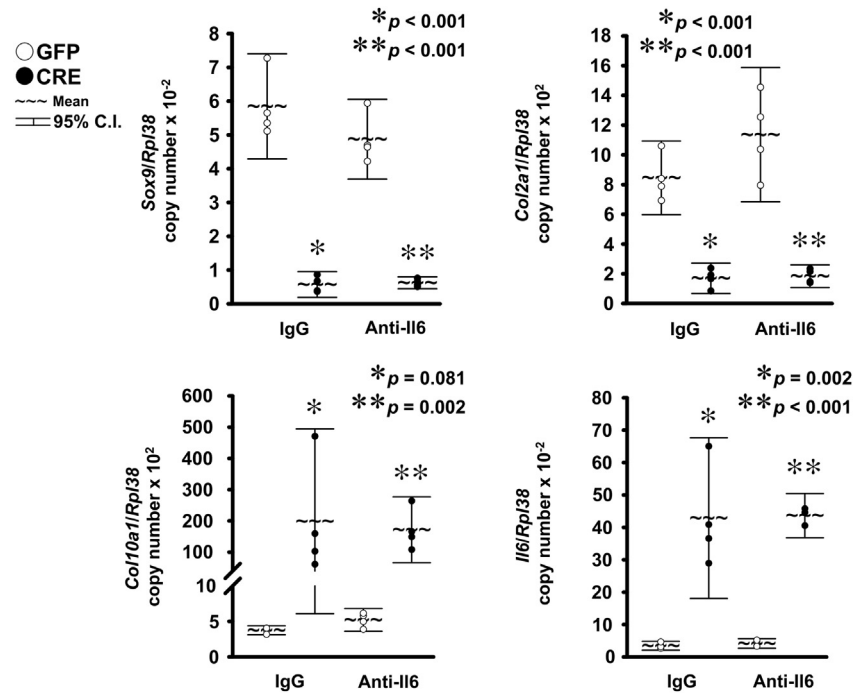 GFP
CRE
~~~ Mean
95% C.I.
*p < 0.001
**p < 0.001
Sox9/Rpl38
copy number x 10-2
8
7
6
5
4
3
2
1
0
*
**
IgG Anti-Il6
*p < 0.001
**p < 0.001
Col2a1/Rpl38
copy number x 10²
18
16
14
12
10
8
6
4
2
0
*
**
IgG Anti-Il6
*p = 0.081
**p = 0.002
Col10a1/Rpl38
copy number x 10²
600
500
400
300
200
100
10
5
0
*
**
IgG Anti-Il6
*p = 0.002
**p < 0.001
Il6/Rpl38
copy number x 10-2
80
70
60
50
40
30
20
10
0
*
**
IgG Anti-Il6